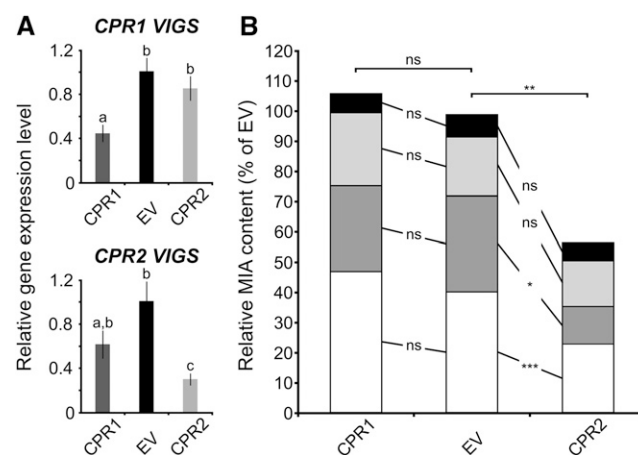 A
CPR1 VIGS
1.2
0.8
0.4
0
a
b
b
CPR1
EV
CPR2
Relative gene expression level
CPR2 VIGS
1.2
0.8
0.4
0
a,b
b
c
CPR1
EV
CPR2
B
Relative MIA content (% of EV)
120
110
100
90
80
70
60
50
40
30
20
10
0
ns
**
ns
ns
ns
ns
ns
ns
*
***
CPR1
EV
CPR2